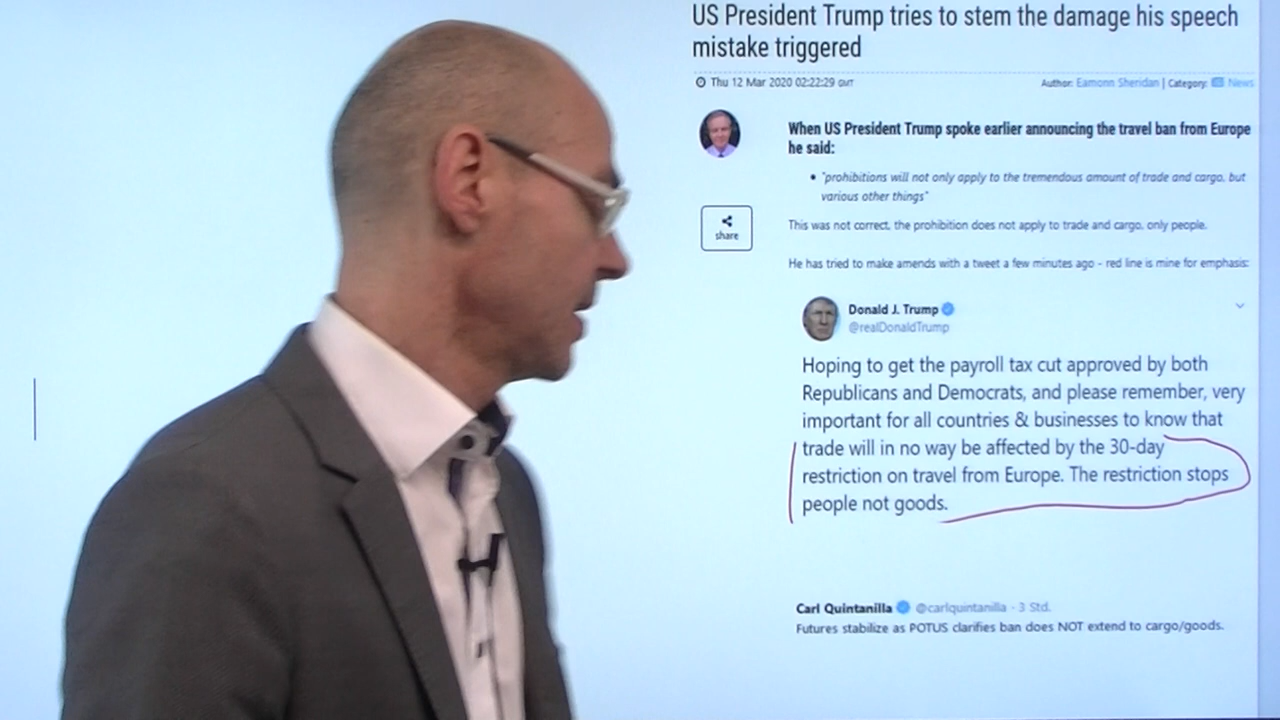 US President Trump tries to stem the damage his speech
mistake triggered
Thu 12 Mar 2020 02:22:29 GMT
Author: Eamonn Sheridan | Category: News
When US President Trump spoke earlier announcing the travel ban from Europe
he said:
• "prohibitions will not only apply to the tremendous amount of trade and cargo, but
various other things"
share
This was not correct, the prohibition does not apply to trade and cargo, only people.
He has tried to make amends with a tweet a few minutes ago - red line is mine for emphasis:
Donald J. Trump
@realDonaldTrump
Hoping to get the payroll tax cut approved by both
Republicans and Democrats, and please remember, very
important for all countries & businesses to know that
trade will in no way be affected by the 30-day
restriction on travel from Europe. The restriction stops
people not goods.
Carl Quintanilla @carlquintanilla · 3 Std.
Futures stabilize as POTUS clarifies ban does NOT extend to cargo/goods.